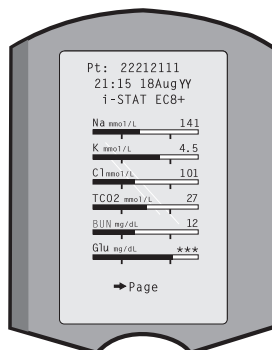 Pt: 22212111
21:15 18AugYY
i-STAT EC8+
Na mmol/L 141
K mmol/L 4.5
Cl mmol/L 101
TCO2 mmol/L 27
BUN mg/dL 12
Glu mg/dL ***
Page